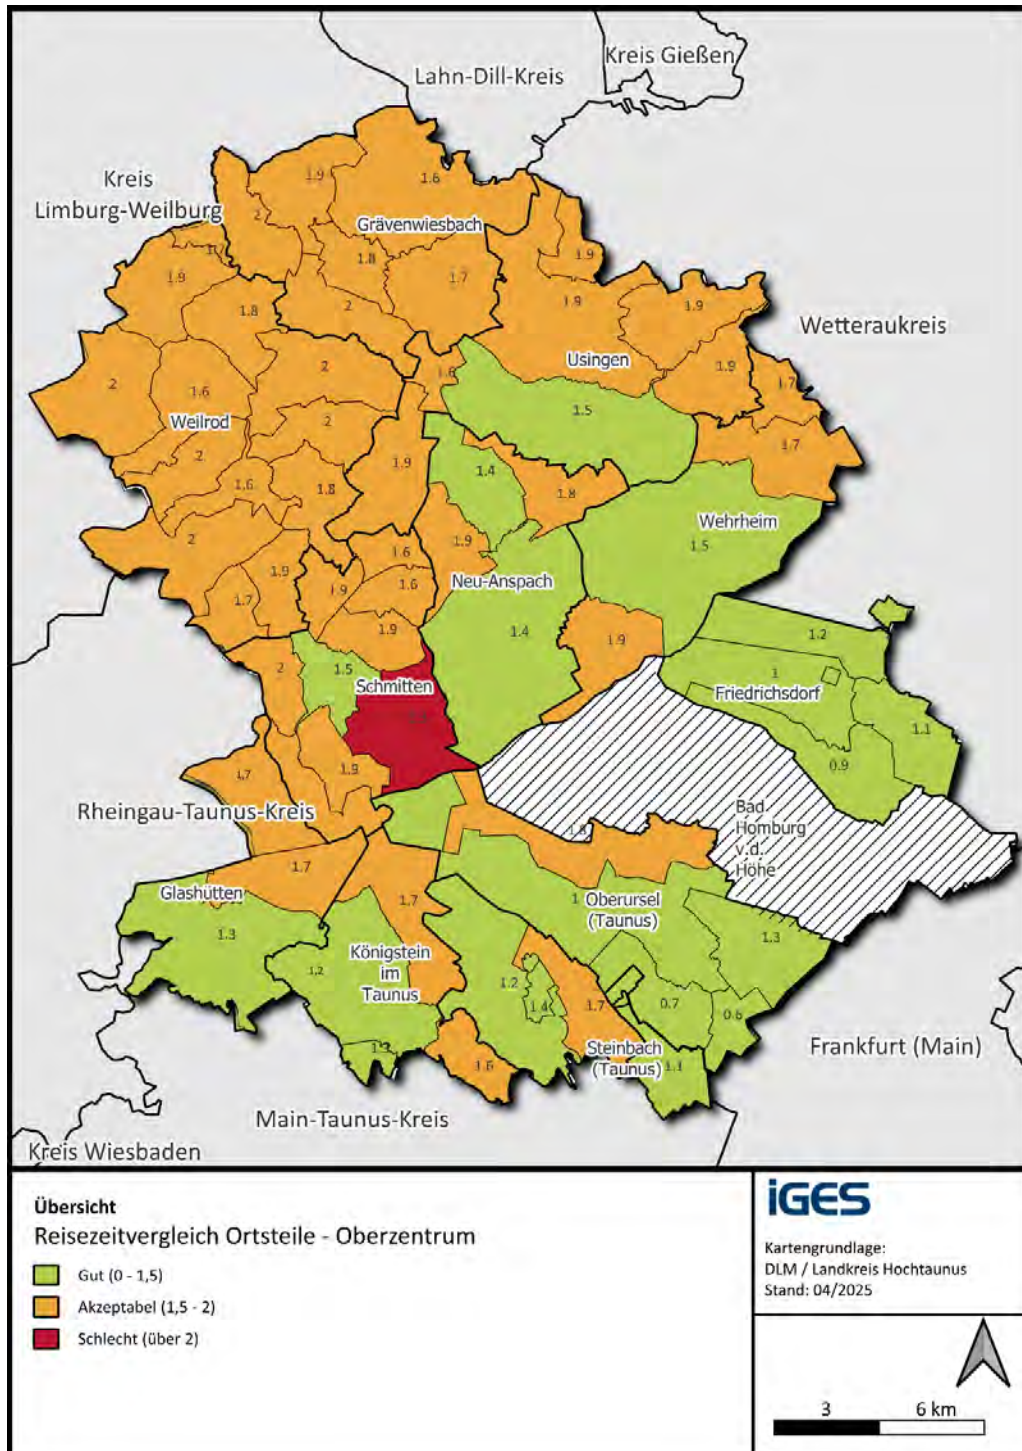 Kreis Gießen
Lahn-Dill-Kreis
Kreis
Limburg-Weilburg
1.9
1.6
2
Grävenwiesbach
1.8
1.9
1.9
1.7
1.8
2
1.9
1.9
Wetteraukreis
Usingen
2
2
1.6
1.6
1.9
1.7
1.5
Weilrod
2
1.7
2
1.9
1.4
1.6
1.8
1.8
Wehrheim
1.5
2
1.9
1.6
1.9
1.9
1.6
Neu-Anspach
1.7
1.9
1.4
1.9
1.2
2
1.5
1
Schmitten
Friedrichsdorf
1.1
1.9
0.9
1.7
Rheingau-Taunus-Kreis
Bad
Homburg
v.d.
Höhe
1.8
1.7
Glashütten
1.7
1
Oberursel
(Taunus)
1.3
1.3
Königstein
im
Taunus
1.2
1.2
1.4
1.7
0.7
0.6
Steinbach
(Taunus)
1.1
1.6
Frankfurt (Main)
Main-Taunus-Kreis
Kreis Wiesbaden
Übersicht
Reisezeitvergleich Ortsteile - Oberzentrum
Gut (0 - 1,5)
Akzeptabel (1,5 - 2)
Schlecht (über 2)
iGES
Kartengrundlage:
DLM / Landkreis Hochtaunus
Stand: 04/2025
3 6 km